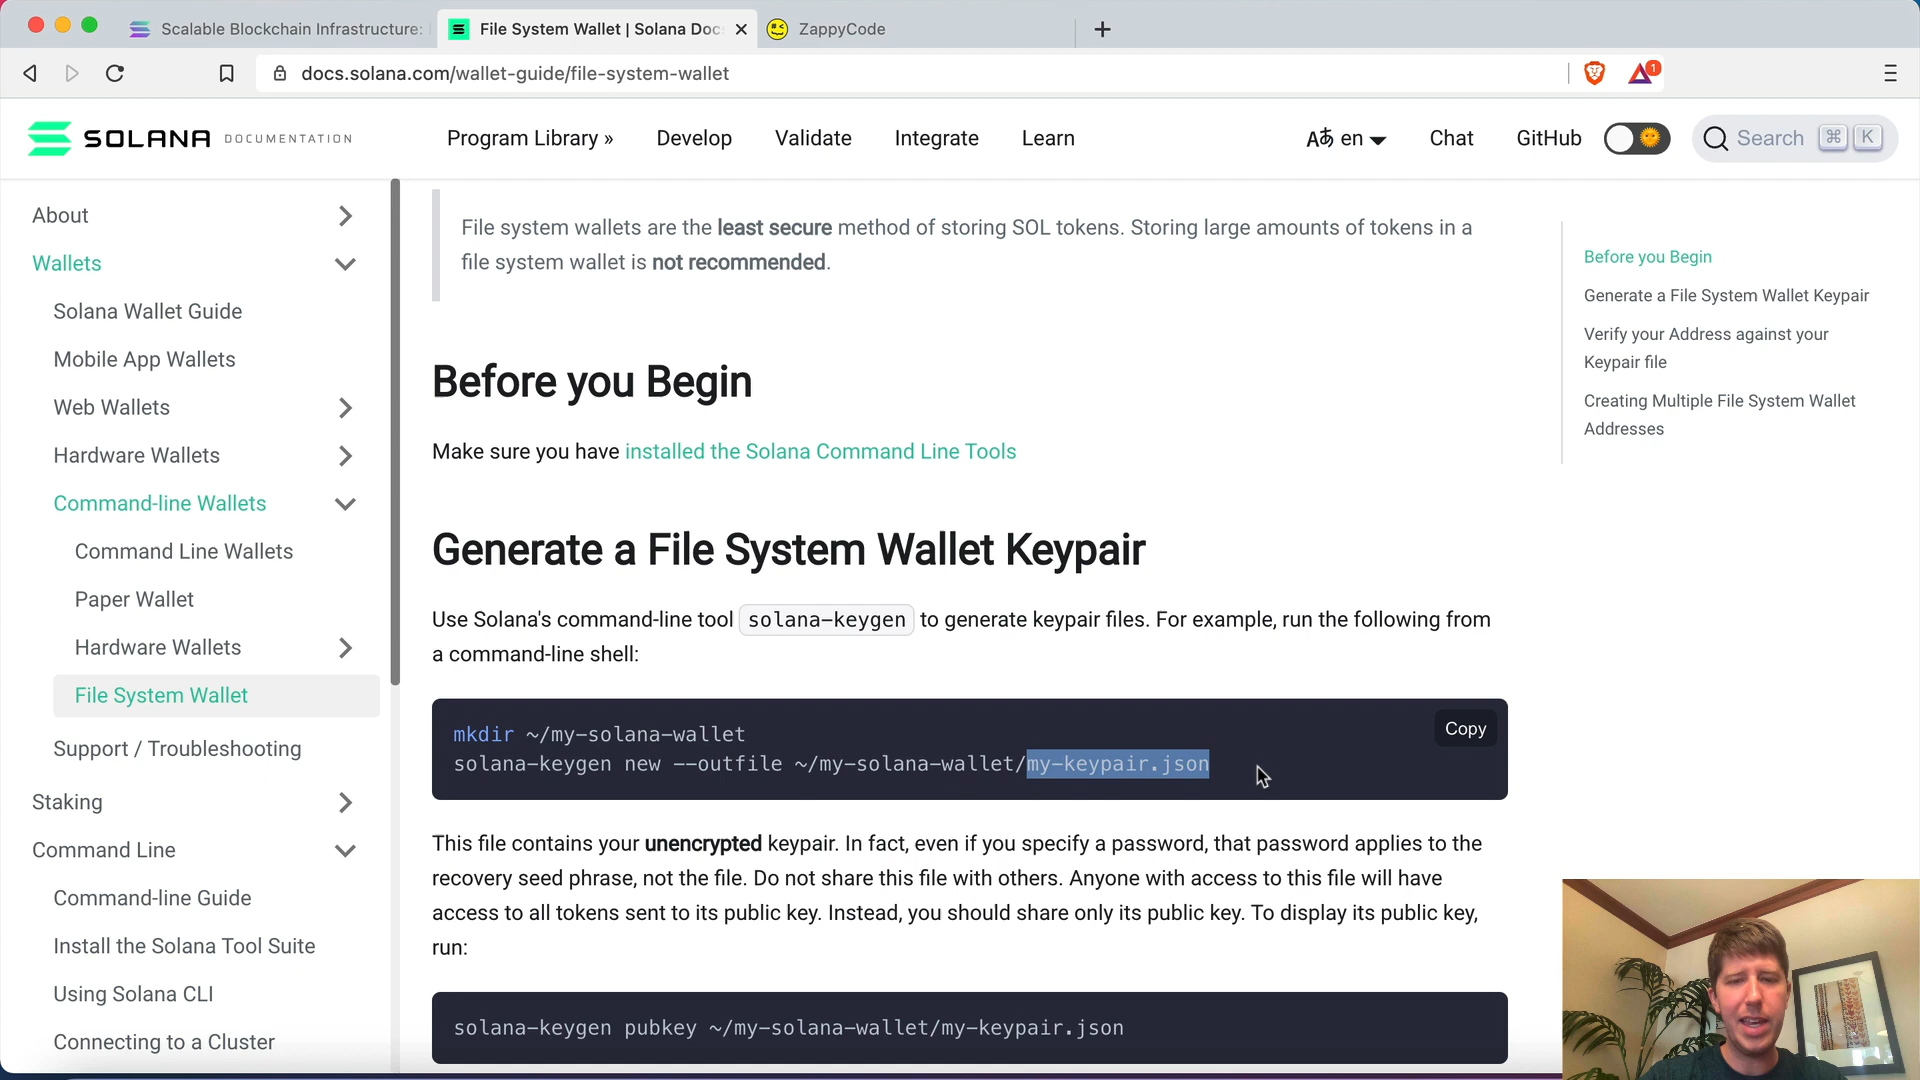 Scalable Blockchain Infrastructure:
File System Wallet | Solana Doc
ZappyCode
docs.solana.com/wallet-guide/file-system-wallet
1
SOLANA DOCUMENTATION
Program Library »
Develop
Validate
Integrate
Learn
en
Chat
GitHub
Search ⌘ K
About
Wallets
Solana Wallet Guide
Mobile App Wallets
Web Wallets
Hardware Wallets
Command-line Wallets
Command Line Wallets
Paper Wallet
Hardware Wallets
File System Wallet
Support / Troubleshooting
Staking
Command Line
Command-line Guide
Install the Solana Tool Suite
Using Solana CLI
Connecting to a Cluster
File system wallets are the least secure method of storing SOL tokens. Storing large amounts of tokens in a
file system wallet is not recommended.
Before you Begin
Make sure you have installed the Solana Command Line Tools
Generate a File System Wallet Keypair
Use Solana's command-line tool solana-keygen to generate keypair files. For example, run the following from
a command-line shell:
mkdir ~/my-solana-wallet
solana-keygen new --outfile ~/my-solana-wallet/my-keypair.json
Copy
This file contains your unencrypted keypair. In fact, even if you specify a password, that password applies to the
recovery seed phrase, not the file. Do not share this file with others. Anyone with access to this file will have
access to all tokens sent to its public key. Instead, you should share only its public key. To display its public key,
run:
solana-keygen pubkey ~/my-solana-wallet/my-keypair.json
Before you Begin
Generate a File System Wallet Keypair
Verify your Address against your
Keypair file
Creating Multiple File System Wallet
Addresses